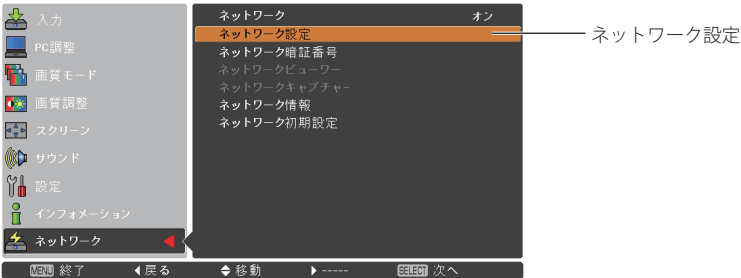 入力
PC調整
画質モード
画質調整
スクリーン
サウンド
設定
インフォメーション
ネットワーク
ネットワーク オン
ネットワーク設定
ネットワーク暗証番号
ネットワークビューワー
ネットワークキャプチャー
ネットワーク情報
ネットワーク初期設定
ネットワーク設定
MENU 終了 戻る 移動 ----- SELECT 次へ